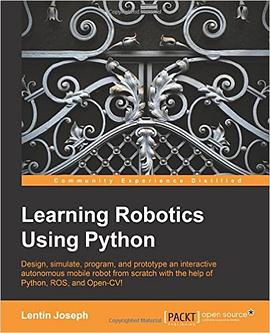 Community Experience Distilled
Learning Robotics
Using Python
Design, simulate, program, and prototype an interactive
autonomous mobile robot from scratch with the help of
Python, ROS, and Open-CV!
Lentin Joseph
PACKT
PUBLISHING
open source*